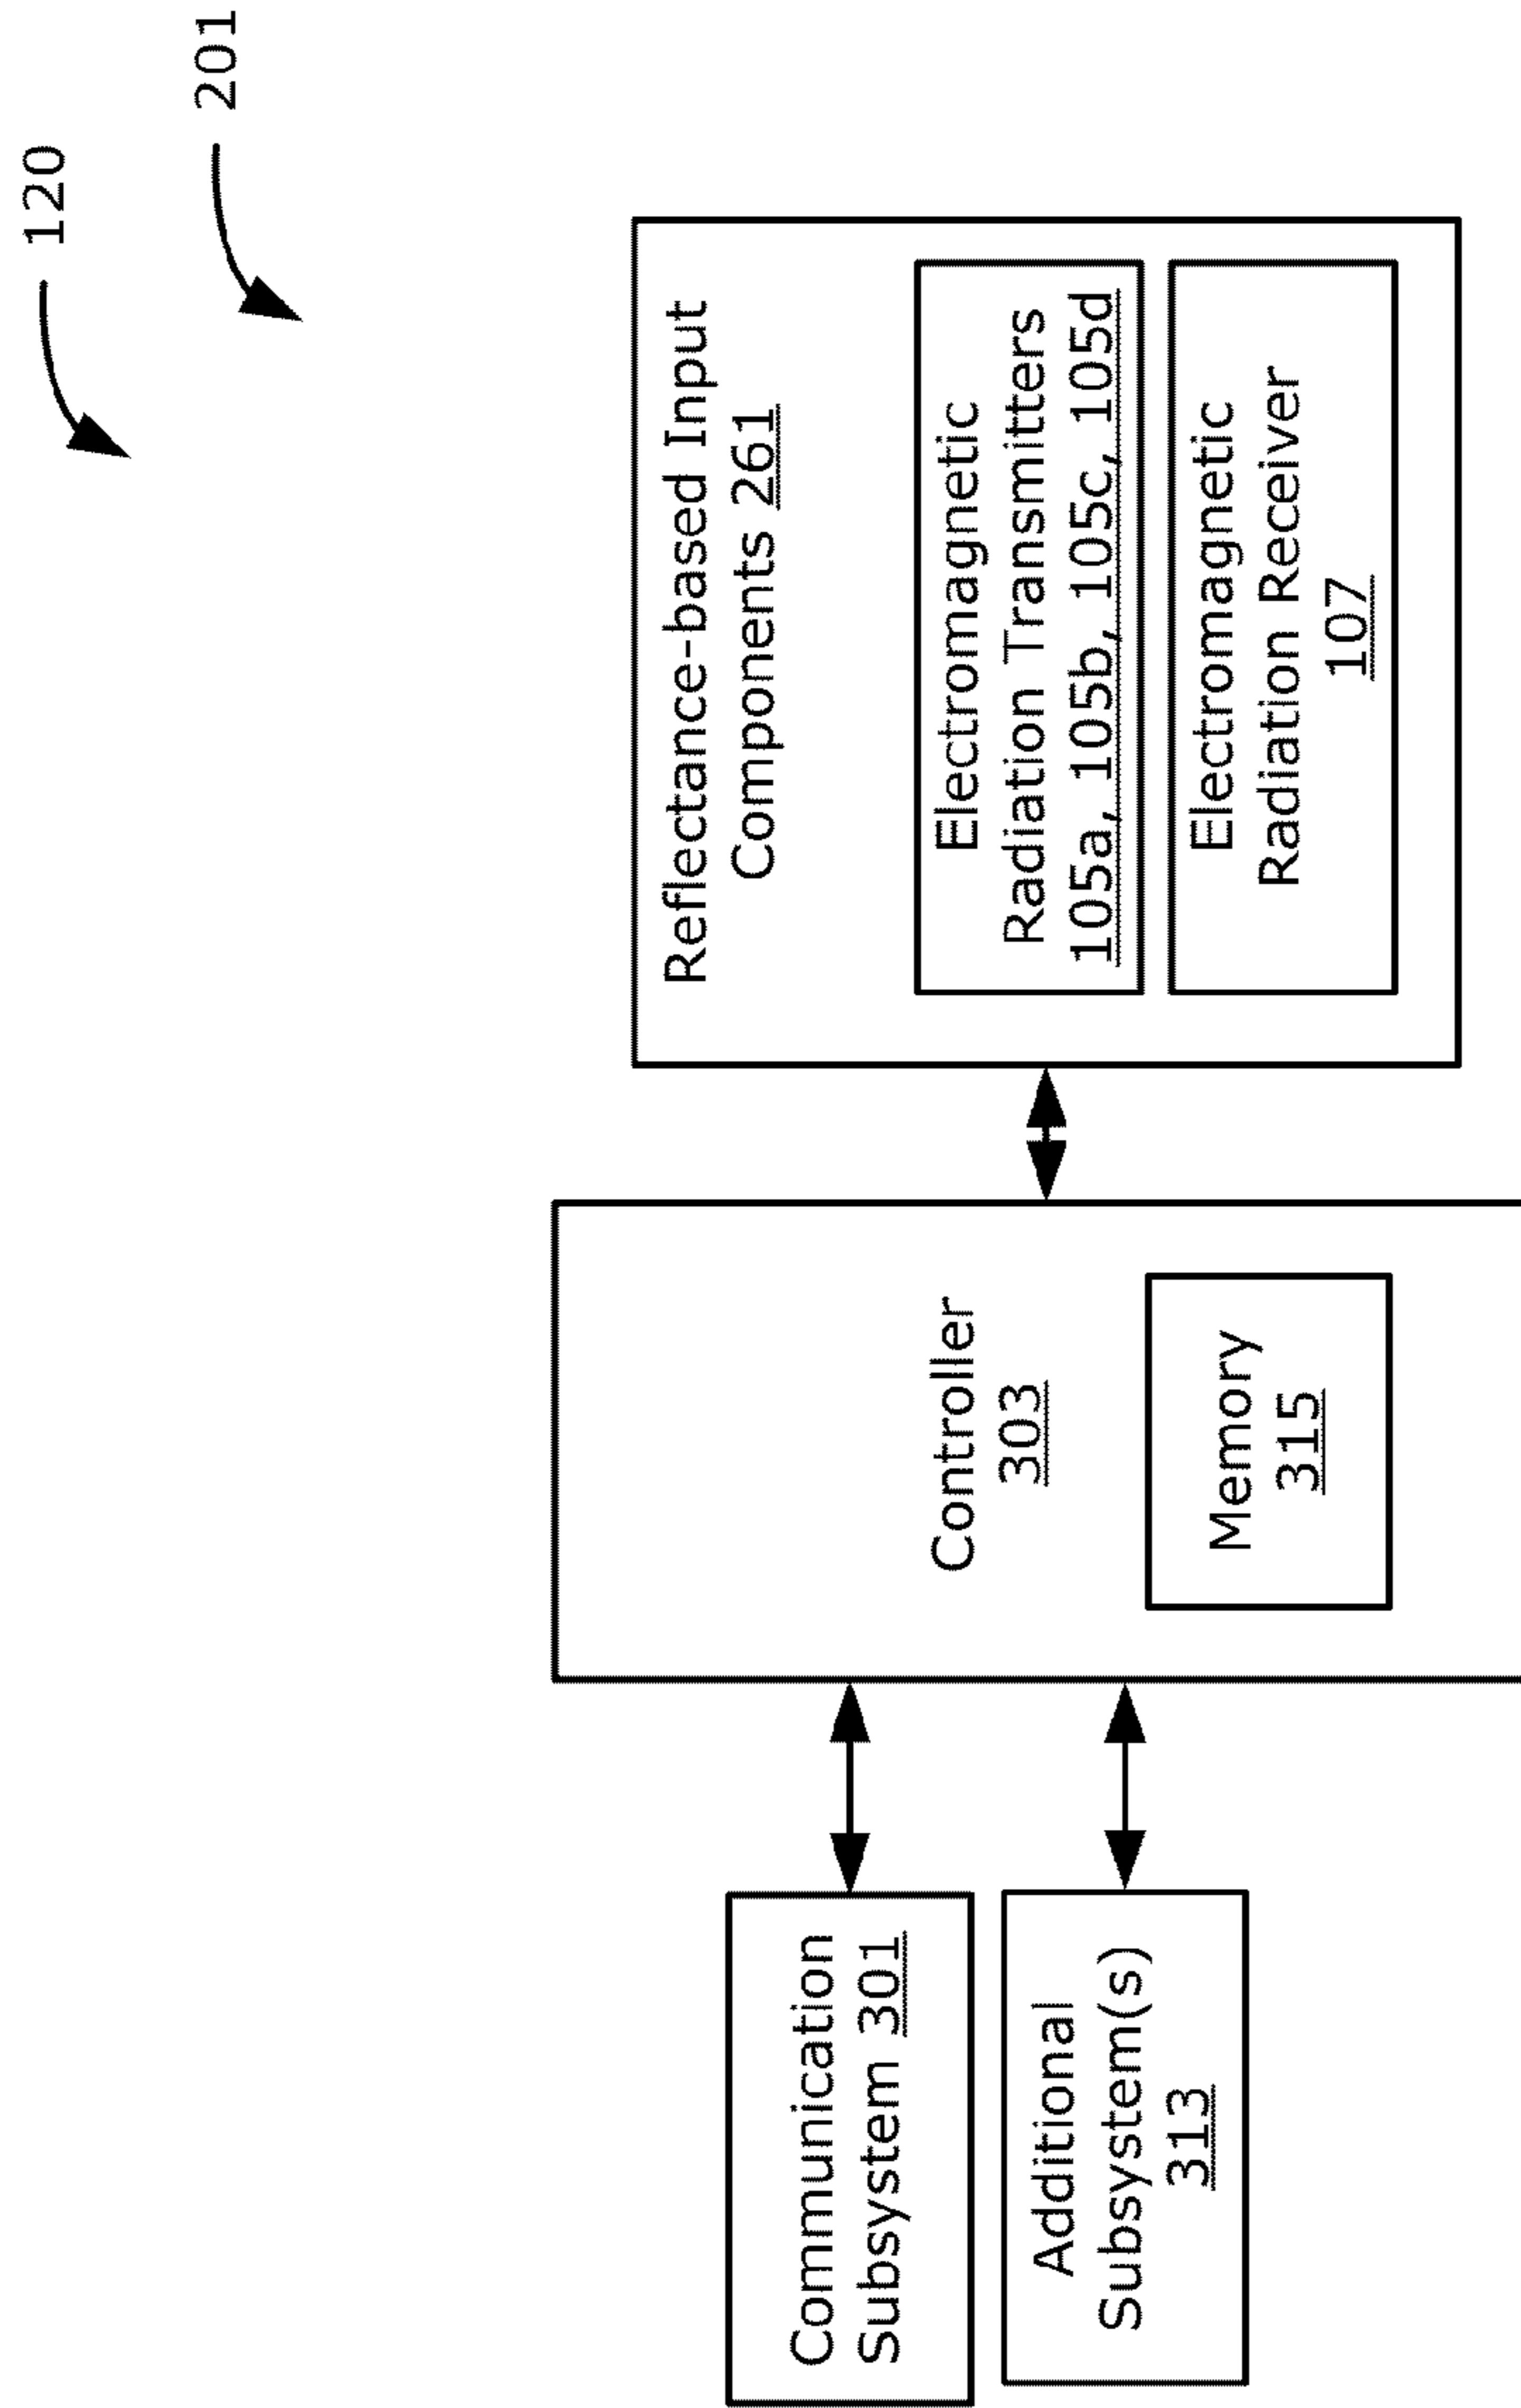 120
201
Reflectance-based Input
Components 261
Electromagnetic
Radiation Transmitters
105a, 105b, 105c, 105d
Electromagnetic
Radiation Receiver
107
Controller
303
Memory
315
Communication
Subsystem 301
Additional
Subsystem(s)
313